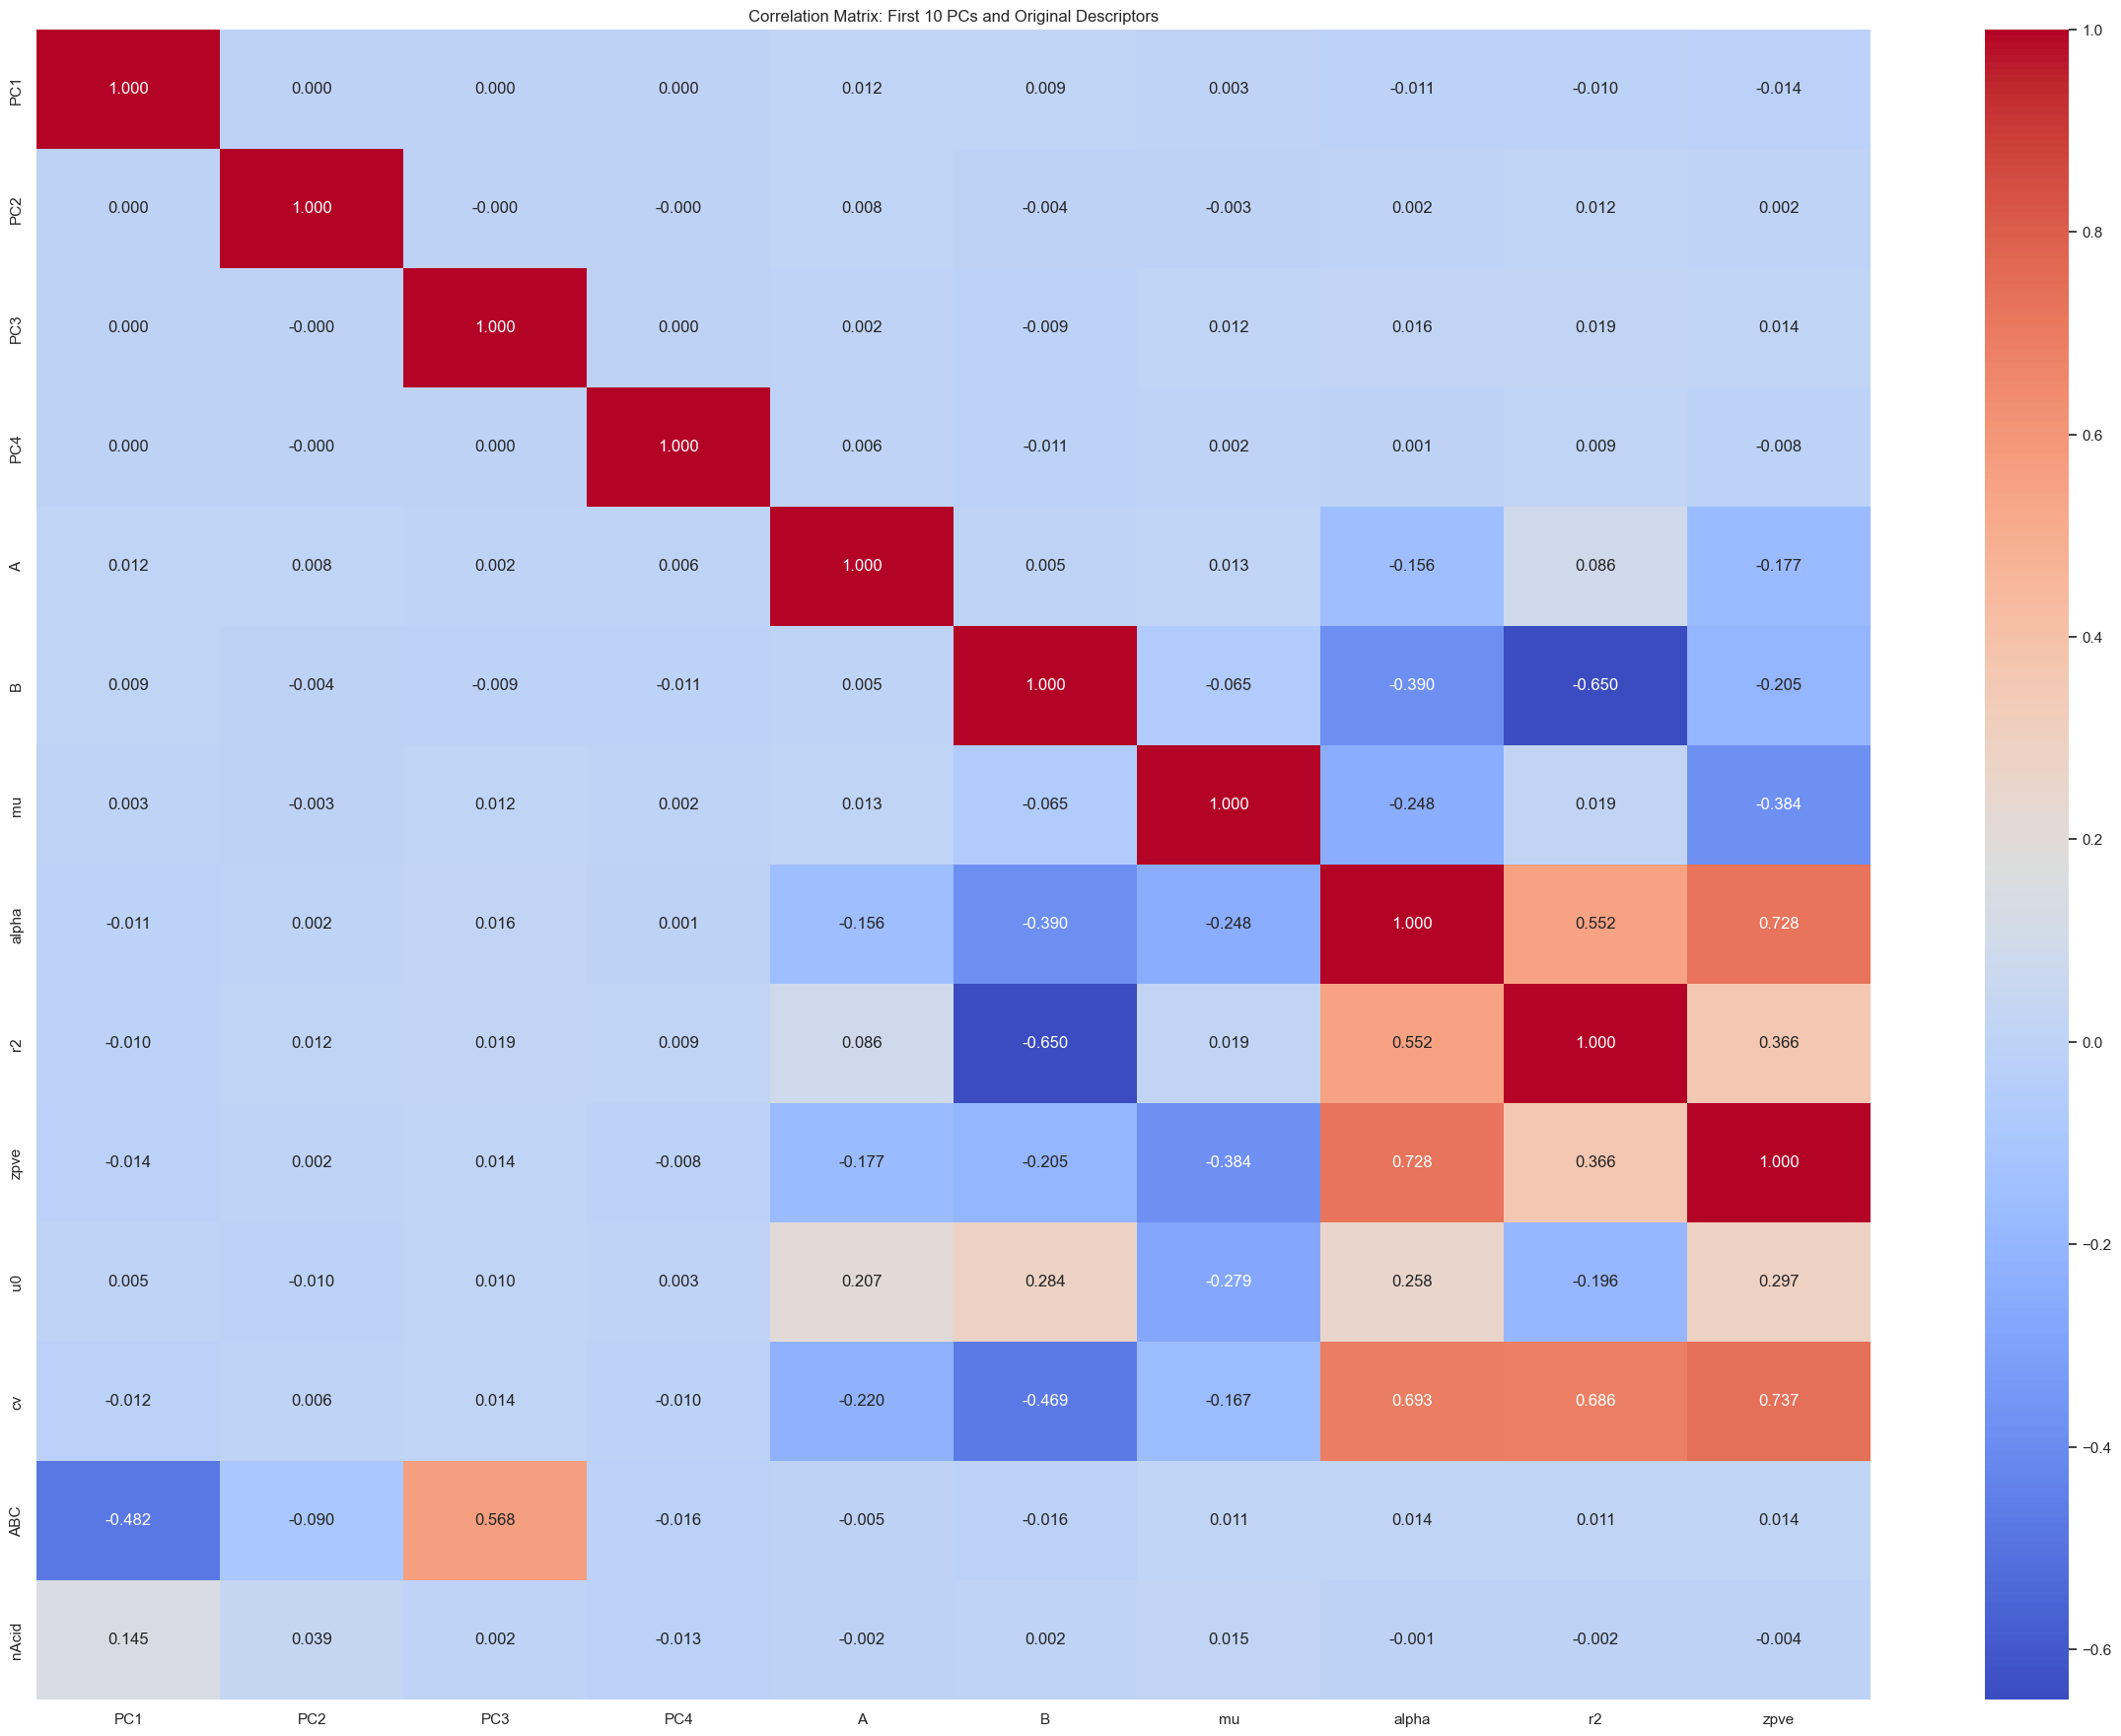 Correlation Matrix: First 10 PCs and Original Descriptors
PC1 1.000 0.000 0.000 0.000 0.012 0.009 0.003 -0.011 -0.010 -0.014
PC2 0.000 1.000 -0.000 -0.000 0.008 -0.004 -0.003 0.002 0.012 0.002
PC3 0.000 -0.000 1.000 0.000 0.002 -0.009 0.012 0.016 0.019 0.014
PC4 0.000 -0.000 0.000 1.000 0.006 -0.011 0.002 0.001 0.009 -0.008
A 0.012 0.008 0.002 0.006 1.000 0.005 0.013 -0.156 0.086 -0.177
B 0.009 -0.004 -0.009 -0.011 0.005 1.000 -0.065 -0.390 -0.650 -0.205
mu 0.003 -0.003 0.012 0.002 0.013 -0.065 1.000 -0.248 0.019 -0.384
alpha -0.011 0.002 0.016 0.001 -0.156 -0.390 -0.248 1.000 0.552 0.728
r2 -0.010 0.012 0.019 0.009 0.086 -0.650 0.019 0.552 1.000 0.366
zpve -0.014 0.002 0.014 -0.008 -0.177 -0.205 -0.384 0.728 0.366 1.000
u0 0.005 -0.010 0.010 0.003 0.207 0.284 -0.279 0.258 -0.196 0.297
cv -0.012 0.006 0.014 -0.010 -0.220 -0.469 -0.167 0.693 0.686 0.737
ABC -0.482 -0.090 0.568 -0.016 -0.005 -0.016 0.011 0.014 0.011 0.014
nAcid 0.145 0.039 0.002 -0.013 -0.002 0.002 0.015 -0.001 -0.002 -0.004
PC1 PC2 PC3 PC4 A B mu alpha r2 zpve
1.0
0.8
0.6
0.4
0.2
0.0
−0.2
−0.4
−0.6